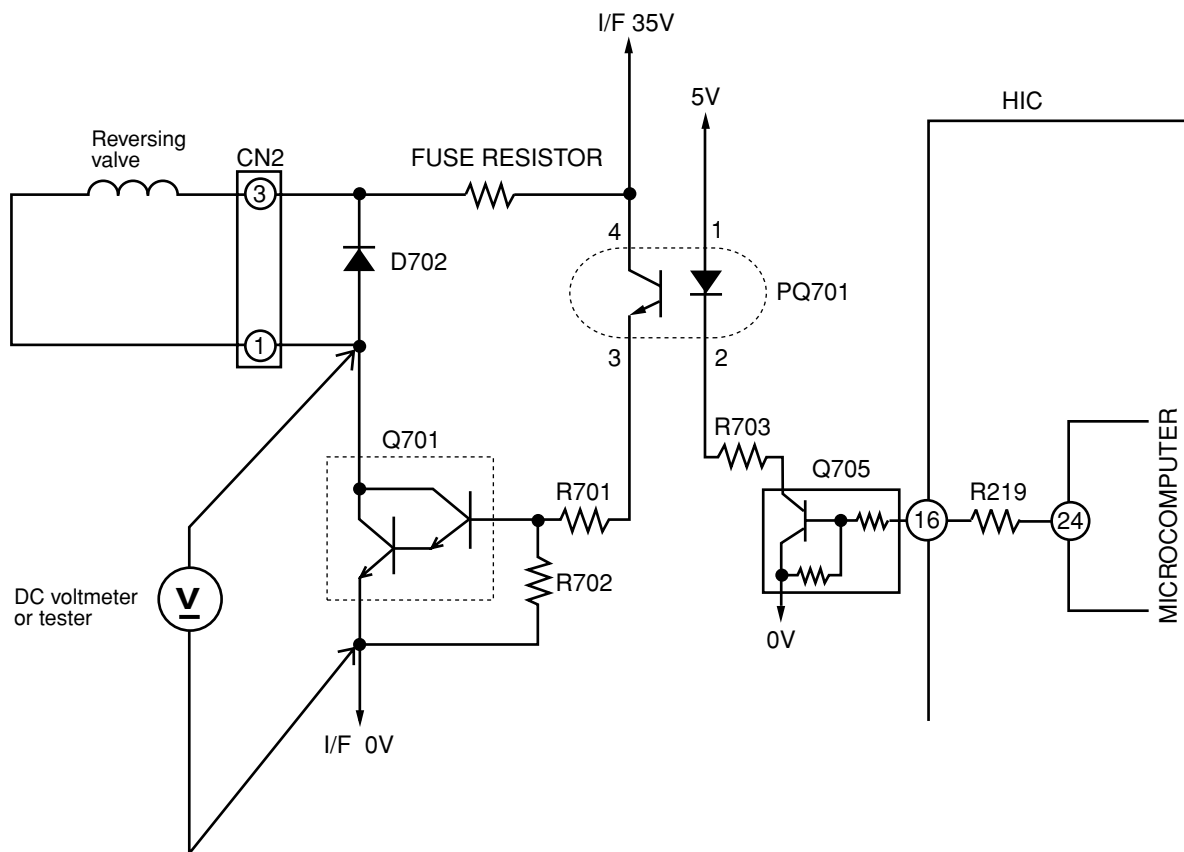 I/F 35V
5V
HIC
Reversing
valve
CN2
FUSE RESISTOR
3
4
1
D702
PQ701
1
3
2
Q701
R703
Q705
R701
R219
16
24
MICROCOMPUTER
R702
DC voltmeter
or tester
V
0V
I/F 0V